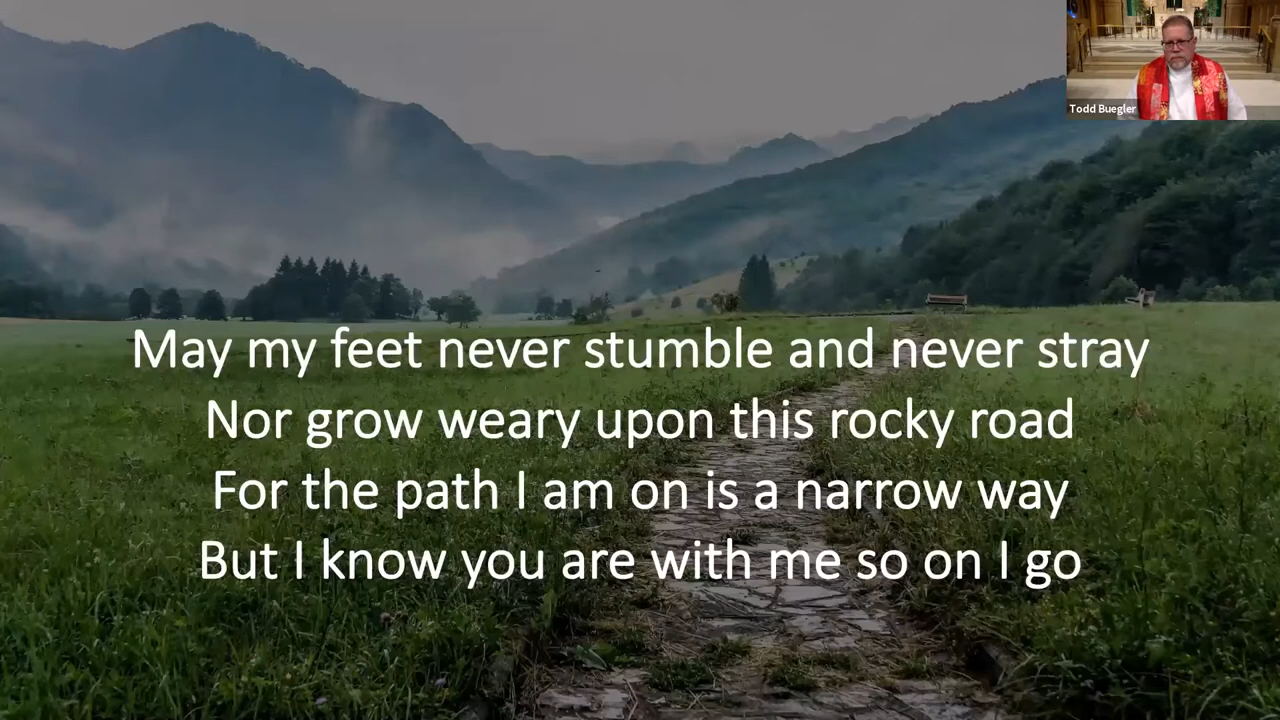 Todd Buegler
May my feet never stumble and never stray
Nor grow weary upon this rocky road
For the path I am on is a narrow way
But I know you are with me so on I go